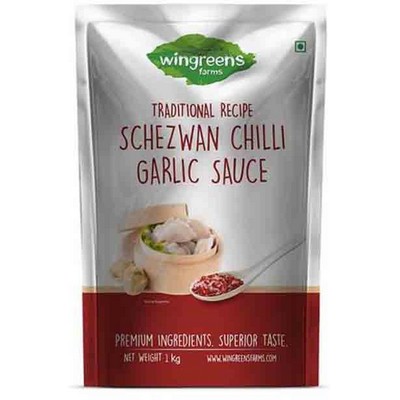 wingreens
farms
TRADITIONAL RECIPE
SCHEZWAN CHILLI
GARLIC SAUCE
PREMIUM INGREDIENTS. SUPERIOR TASTE.
NET WEIGHT 1 kg WWW.WINGREENSFARMS.COM